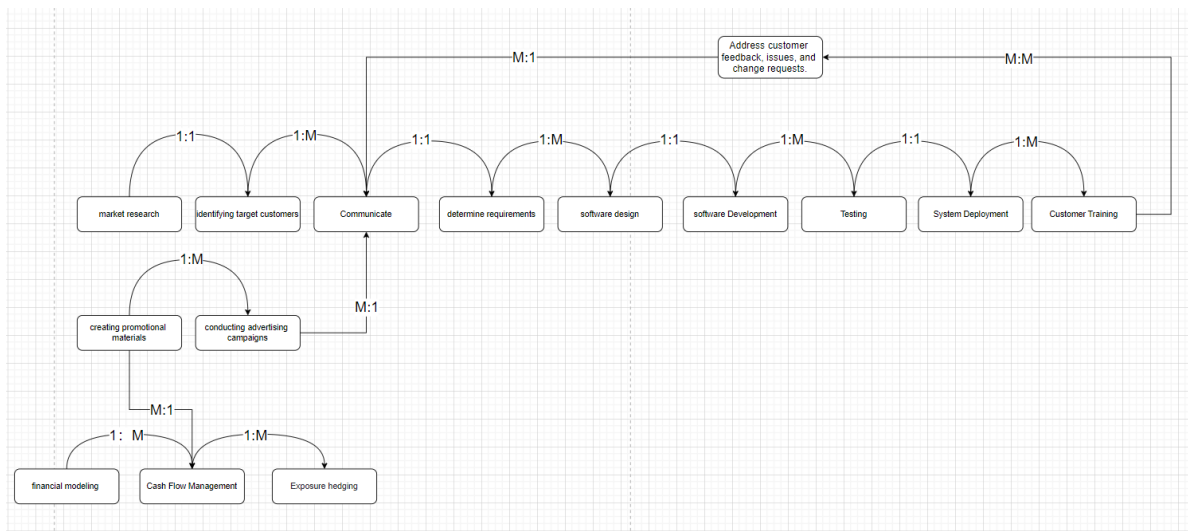 Address customer
feedback, issues, and
change requests.
M:1
M:M
1:1
1:M
1:1
1:M
1:1
1:M
1:1
1:M
market research
identifying target customers
Communicate
determine requirements
software design
software Development
Testing
System Deployment
Customer Training
1:M
M:1
creating promotional
materials
conducting advertising
campaigns
M:1
1: M
1:M
financial modeling
Cash Flow Management
Exposure hedging